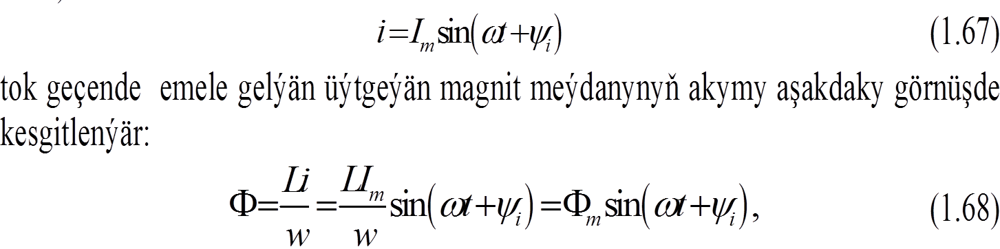 i=I_m sin(ωt+ψ_i) (1.67)
tok geçende emele gelýän üýtgeýän magnit meýdanynyň akymy aşakdaky görnüşde
kesgitlenýär:
Φ=Li/w=LI_m/w sin(ωt+ψ_i)=Φ_m sin(ωt+ψ_i), (1.68)